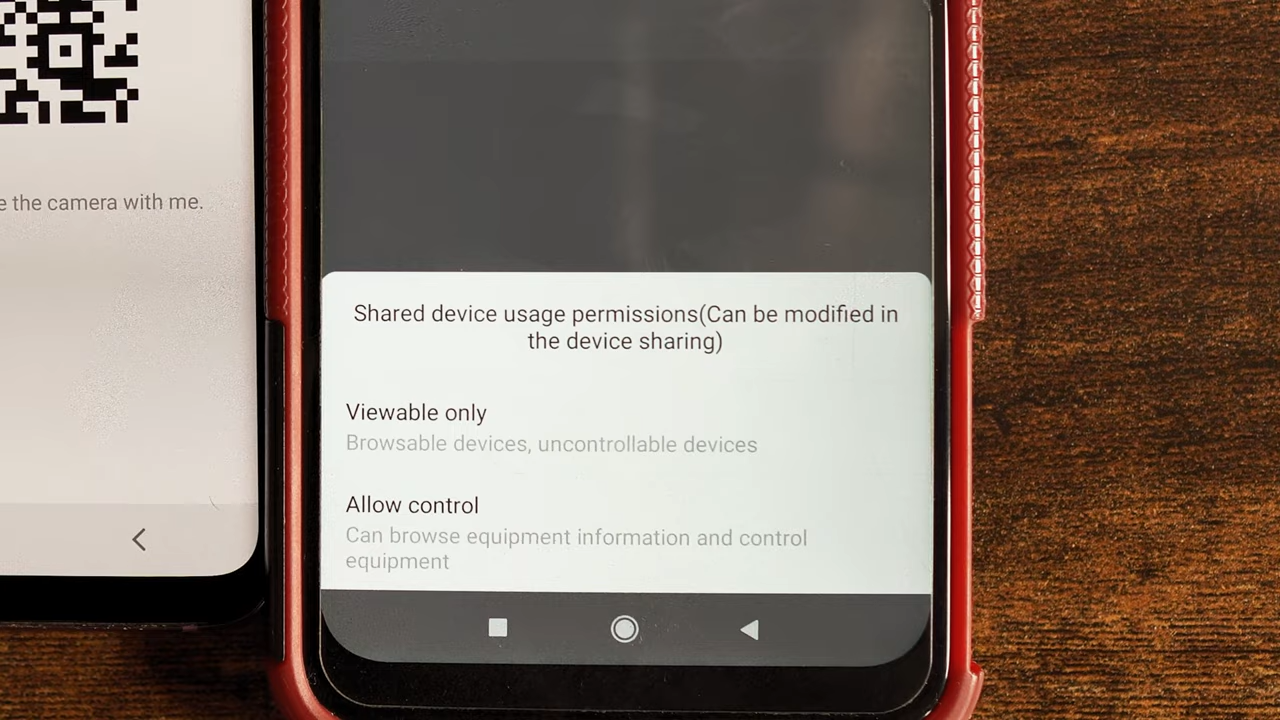 e the camera with me.
Shared device usage permissions(Can be modified in
the device sharing)
Viewable only
Browsable devices, uncontrollable devices
Allow control
Can browse equipment information and control
equipment